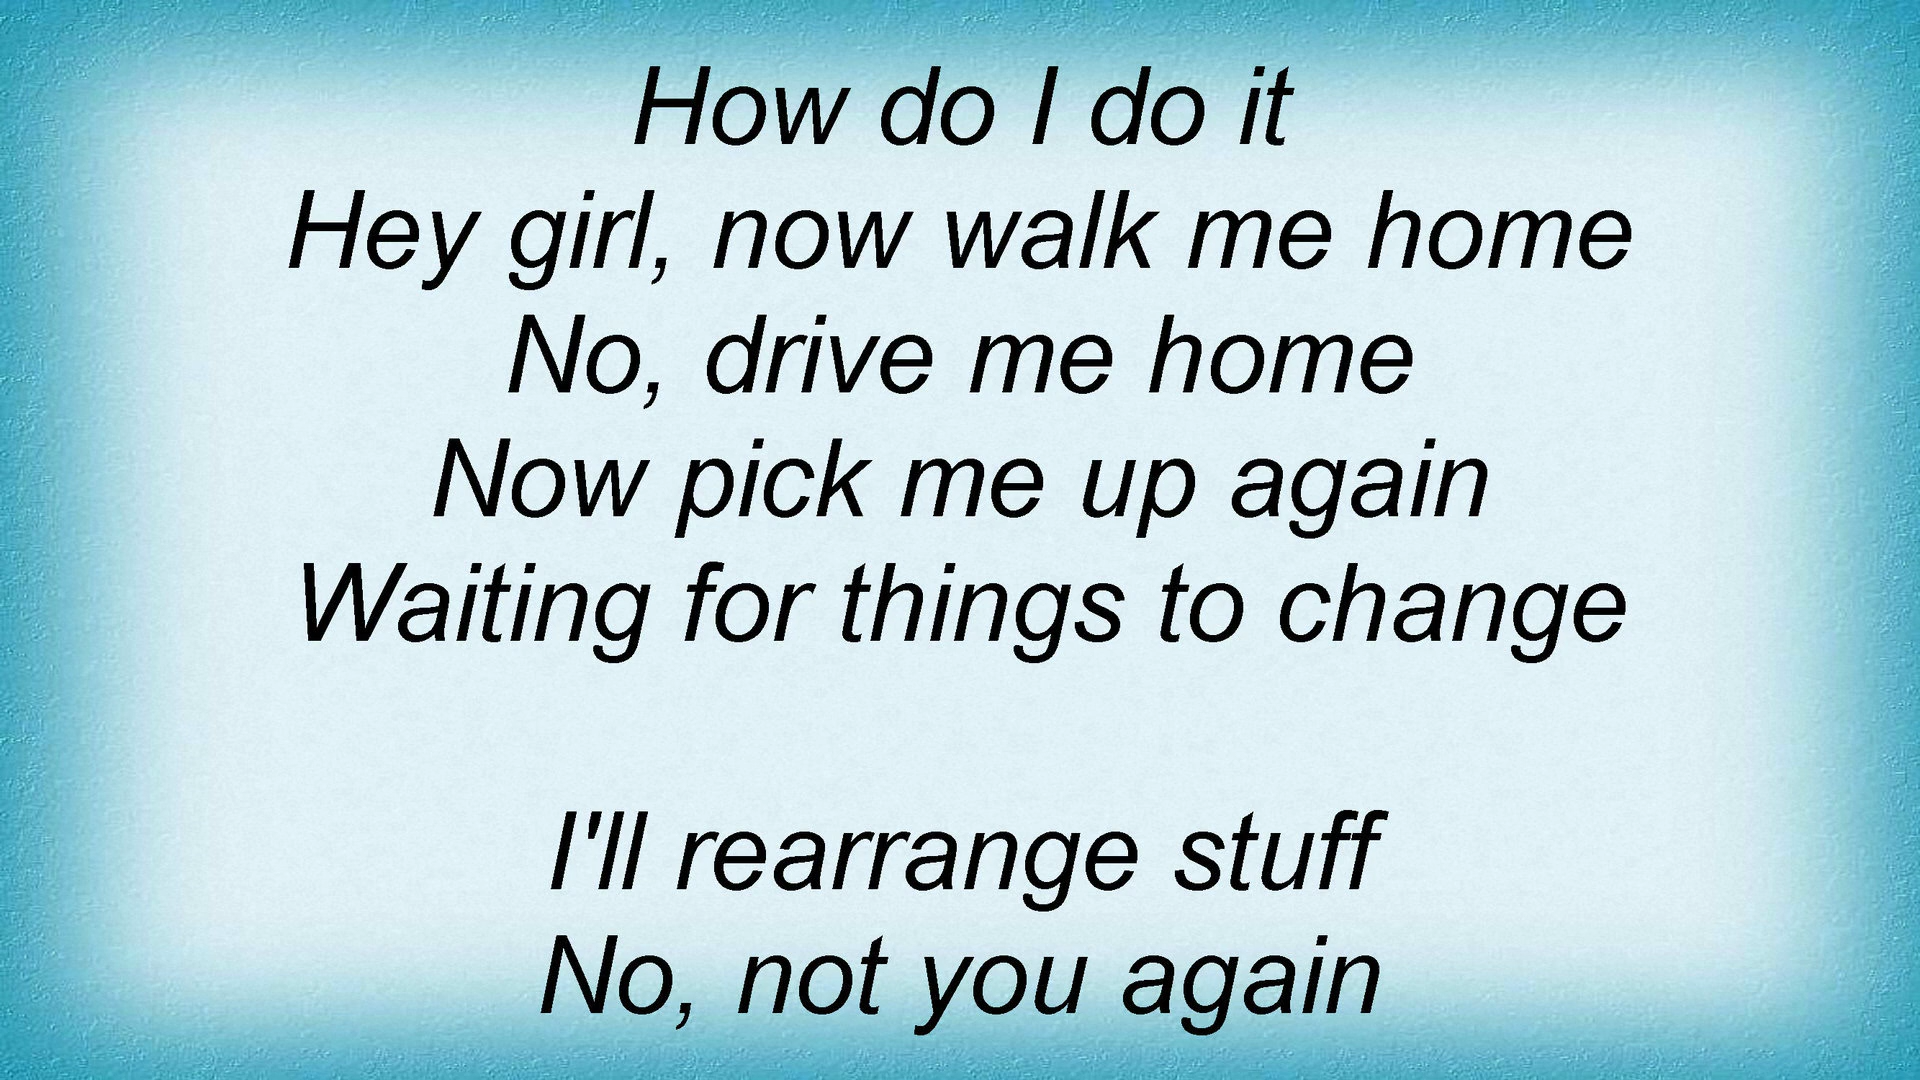 How do I do it
Hey girl, now walk me home
No, drive me home
Now pick me up again
Waiting for things to change
I'll rearrange stuff
No, not you again